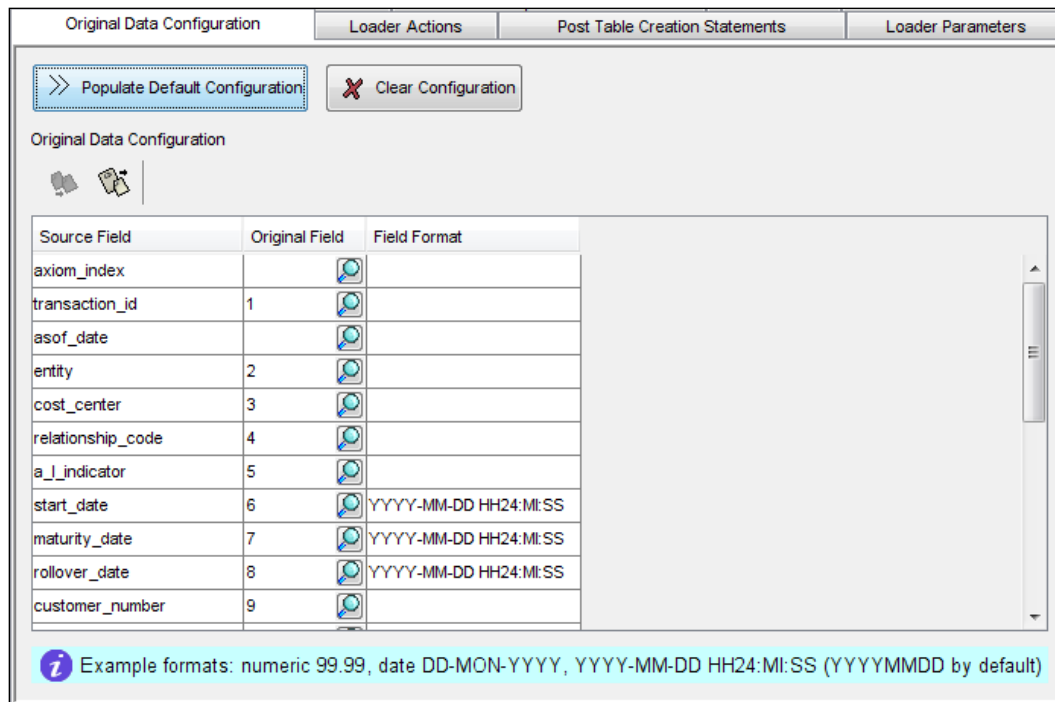 Original Data Configuration Loader Actions Post Table Creation Statements Loader Parameters
Populate Default Configuration Clear Configuration
Original Data Configuration
Source Field Original Field Field Format
axiom_index
transaction_id 1
asof_date
entity 2
cost_center 3
relationship_code 4
a_l_indicator 5
start_date 6 YYYY-MM-DD HH24:MI:SS
maturity_date 7 YYYY-MM-DD HH24:MI:SS
rollover_date 8 YYYY-MM-DD HH24:MI:SS
customer_number 9
Example formats: numeric 99.99, date DD-MON-YYYY, YYYY-MM-DD HH24:MI:SS (YYYYMMDD by default)